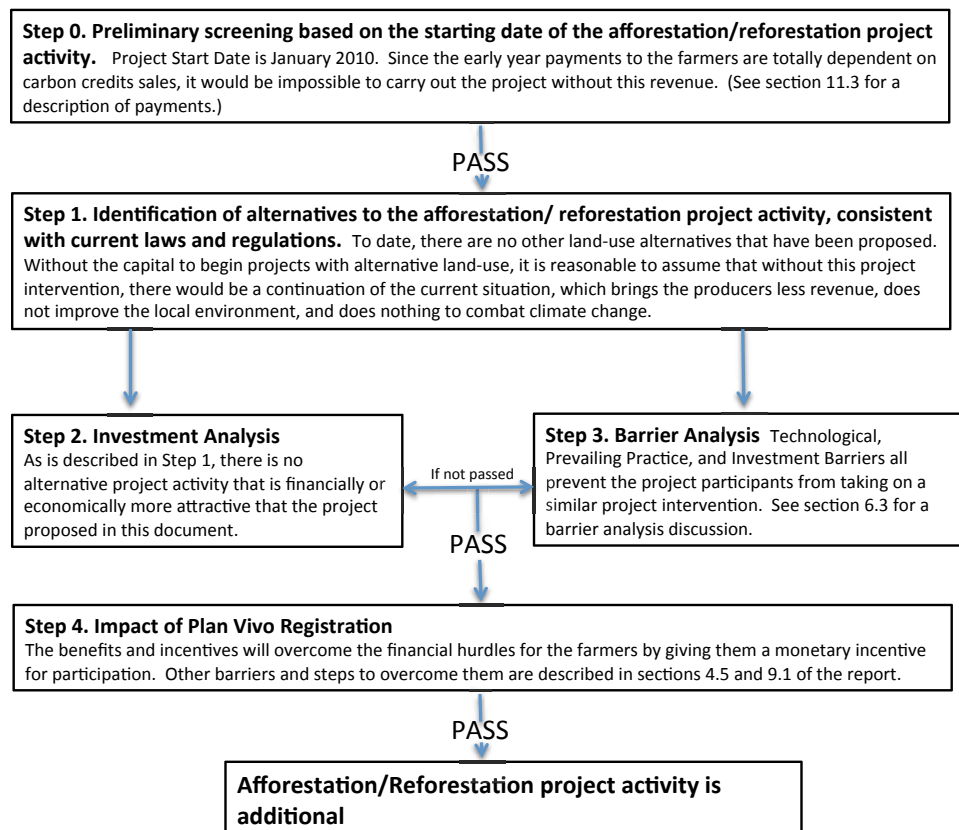 Step 0. Preliminary screening based on the starting date of the afforestation/reforestation project
activity. Project Start Date is January 2010. Since the early year payments to the farmers are totally dependent on
carbon credits sales, it would be impossible to carry out the project without this revenue. (See section 11.3 for a
description of payments.)
PASS
Step 1. Identification of alternatives to the afforestation/ reforestation project activity, consistent
with current laws and regulations. To date, there are no other land-use alternatives that have been proposed.
Without the capital to begin projects with alternative land-use, it is reasonable to assume that without this project
intervention, there would be a continuation of the current situation, which brings the producers less revenue, does
not improve the local environment, and does nothing to combat climate change.
Step 2. Investment Analysis
As is described in Step 1, there is no
alternative project activity that is financially or
economically more attractive that the project
proposed in this document.
If not passed
Step 3. Barrier Analysis Technological,
Prevailing Practice, and Investment Barriers all
prevent the project participants from taking on a
similar project intervention. See section 6.3 for a
barrier analysis discussion.
PASS
Step 4. Impact of Plan Vivo Registration
The benefits and incentives will overcome the financial hurdles for the farmers by giving them a monetary incentive
for participation. Other barriers and steps to overcome them are described in sections 4.5 and 9.1 of the report.
PASS
Afforestation/Reforestation project activity is
additional